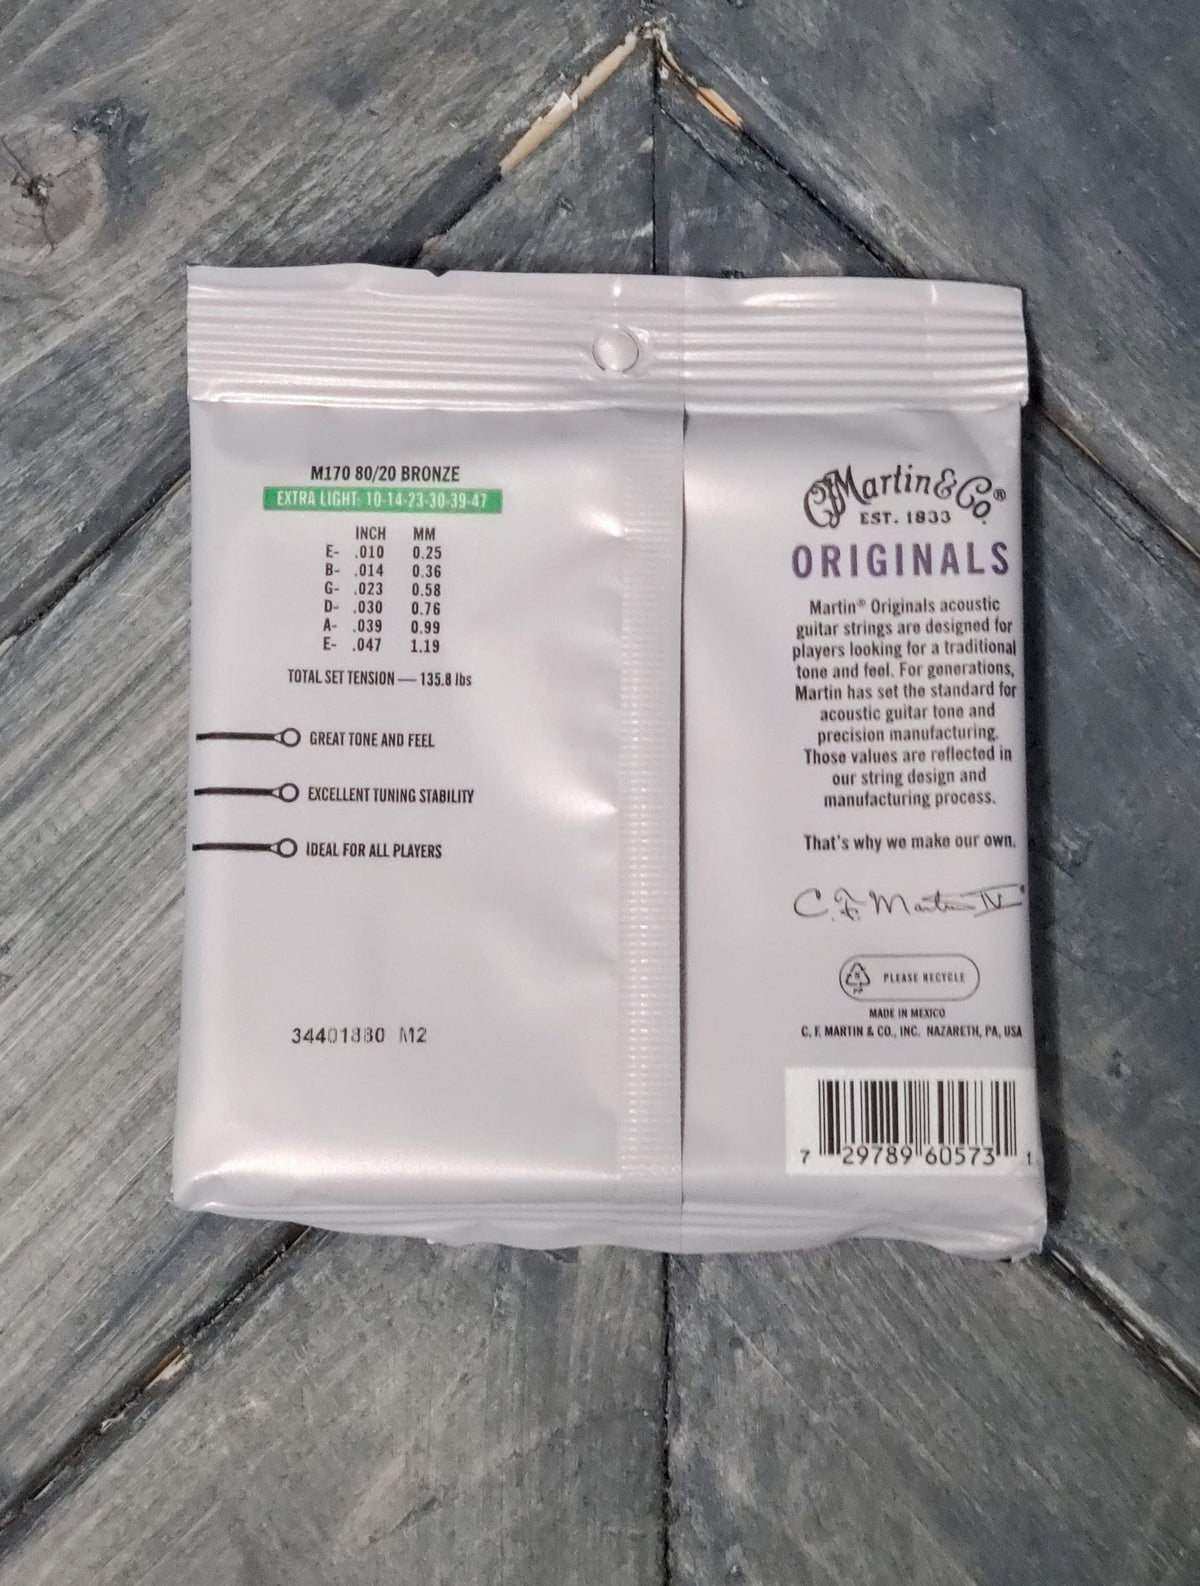 M170 80/20 BRONZE
EXTRA LIGHT- 10-14-23-30-39-47
INCH MM
E- .010 0.25
B- .014 0.36
G- .023 0.58
D- .030 0.76
A- .039 0.99
E- .047 1.19
TOTAL SET TENSION — 135.8 lbs
GREAT TONE AND FEEL
EXCELLENT TUNING STABILITY
IDEAL FOR ALL PLAYERS
34401880 M2
CF Martin & Co.®
EST. 1833
ORIGINALS
Martin® Originals acoustic
guitar strings are designed for
players looking for a traditional
tone and feel. For generations,
Martin has set the standard for
acoustic guitar tone and
precision manufacturing.
Those values are reflected in
our string design and
manufacturing process.
That's why we make our own.
C. F. Martin IV
5
PP
PLEASE RECYCLE
MADE IN MEXICO
C. F. MARTIN & CO., INC. NAZARETH, PA, USA
7 29789 60573 1